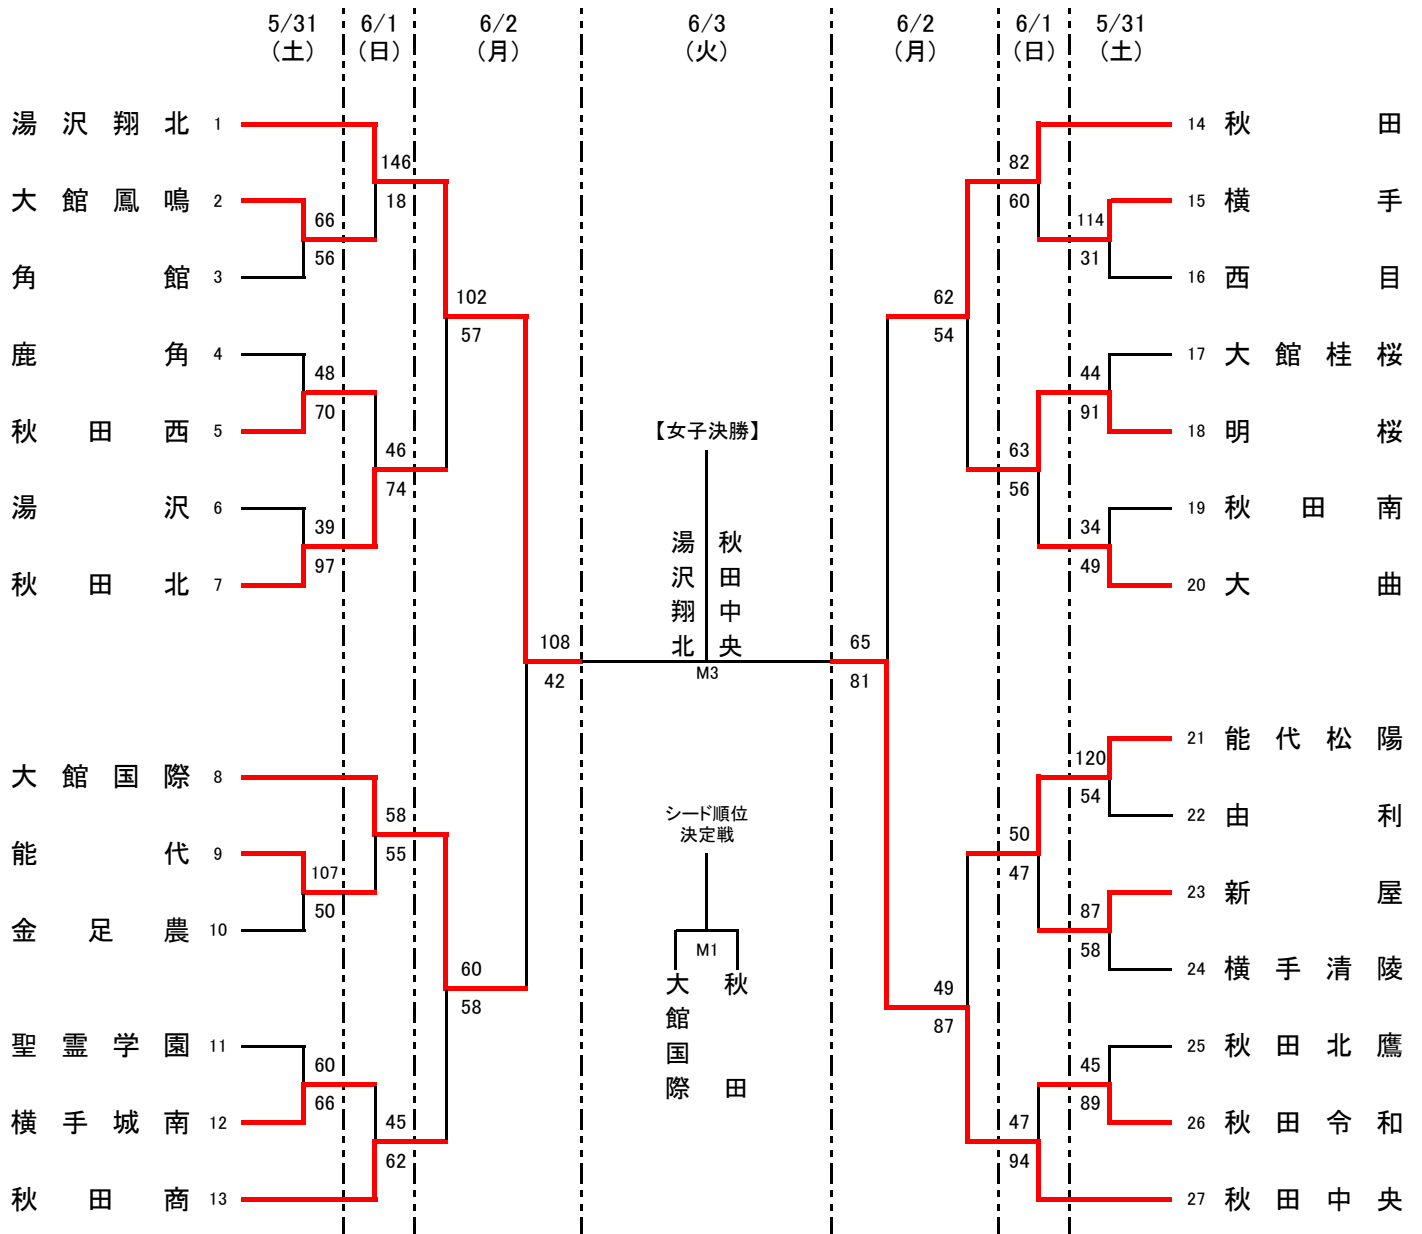 5/31 6/1 6/2 6/3 6/2 6/1 5/31
(土) (日) (月) (火) (月) (日) (土)
湯沢翔北 1
大館鳳鳴 2
角館 3
鹿角 4
秋田西 5
湯沢 6
秋田北 7
大館国際 8
能代 9
金足農 10
聖霊学園 11
横手城南 12
秋田商 13
66
56
48
70
39
97
107
50
60
66
146
18
46
74
58
55
45
62
102
57
60
58
108
42
【女子決勝】
湯沢翔北
秋田中央
M3
シード順位
決定戦
M1
大館国際
秋田
65
81
62
54
49
87
82
60
63
56
50
47
47
94
114
31
44
91
34
49
120
54
87
58
45
89
14 秋田
15 横手
16 西目
17 大館桂桜
18 明桜
19 秋田南
20 大曲
21 能代松陽
22 由利
23 新屋
24 横手清陵
25 秋田北鷹
26 秋田令和
27 秋田中央